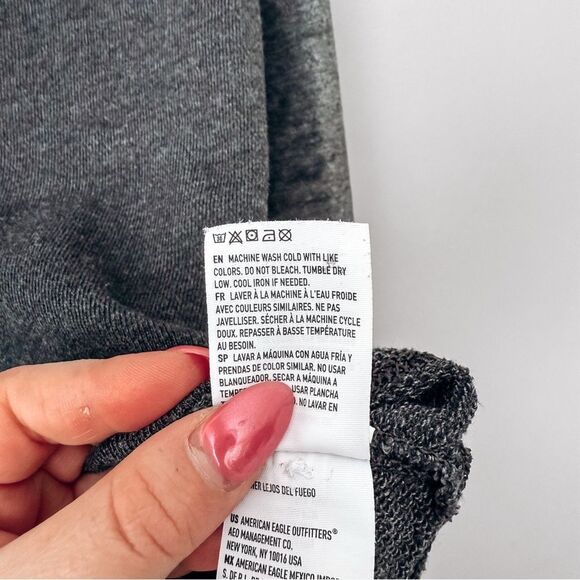 EN MACHINE WASH COLD WITH LIKE
COLORS. DO NOT BLEACH. TUMBLE DRY
LOW. COOL IRON IF NEEDED.
FR LAVER À LA MACHINE À L'EAU FROIDE
AVEC COULEURS SIMILAIRES. NE PAS
JAVELLISER. SÉCHER À LA MACHINE CYCLE
DOUX. REPASSER À BASSE TEMPÉRATURE
AU BESOIN.
SP LAVAR A MÁQUINA CON AGUA FRÍA Y
PRENDAS DE COLOR SIMILAR. NO USAR
BLANQUEADOR. SECAR A MÁQUINA A
USAR PLANCHA
NO LAVAR EN
LEJOS DEL FUEGO
US AMERICAN EAGLE OUTFITTERS®
AEO MANAGEMENT CO.
NEW YORK, NY 10016 USA
MX AMERICAN EAGLE MEXICO
S. DE R.L.